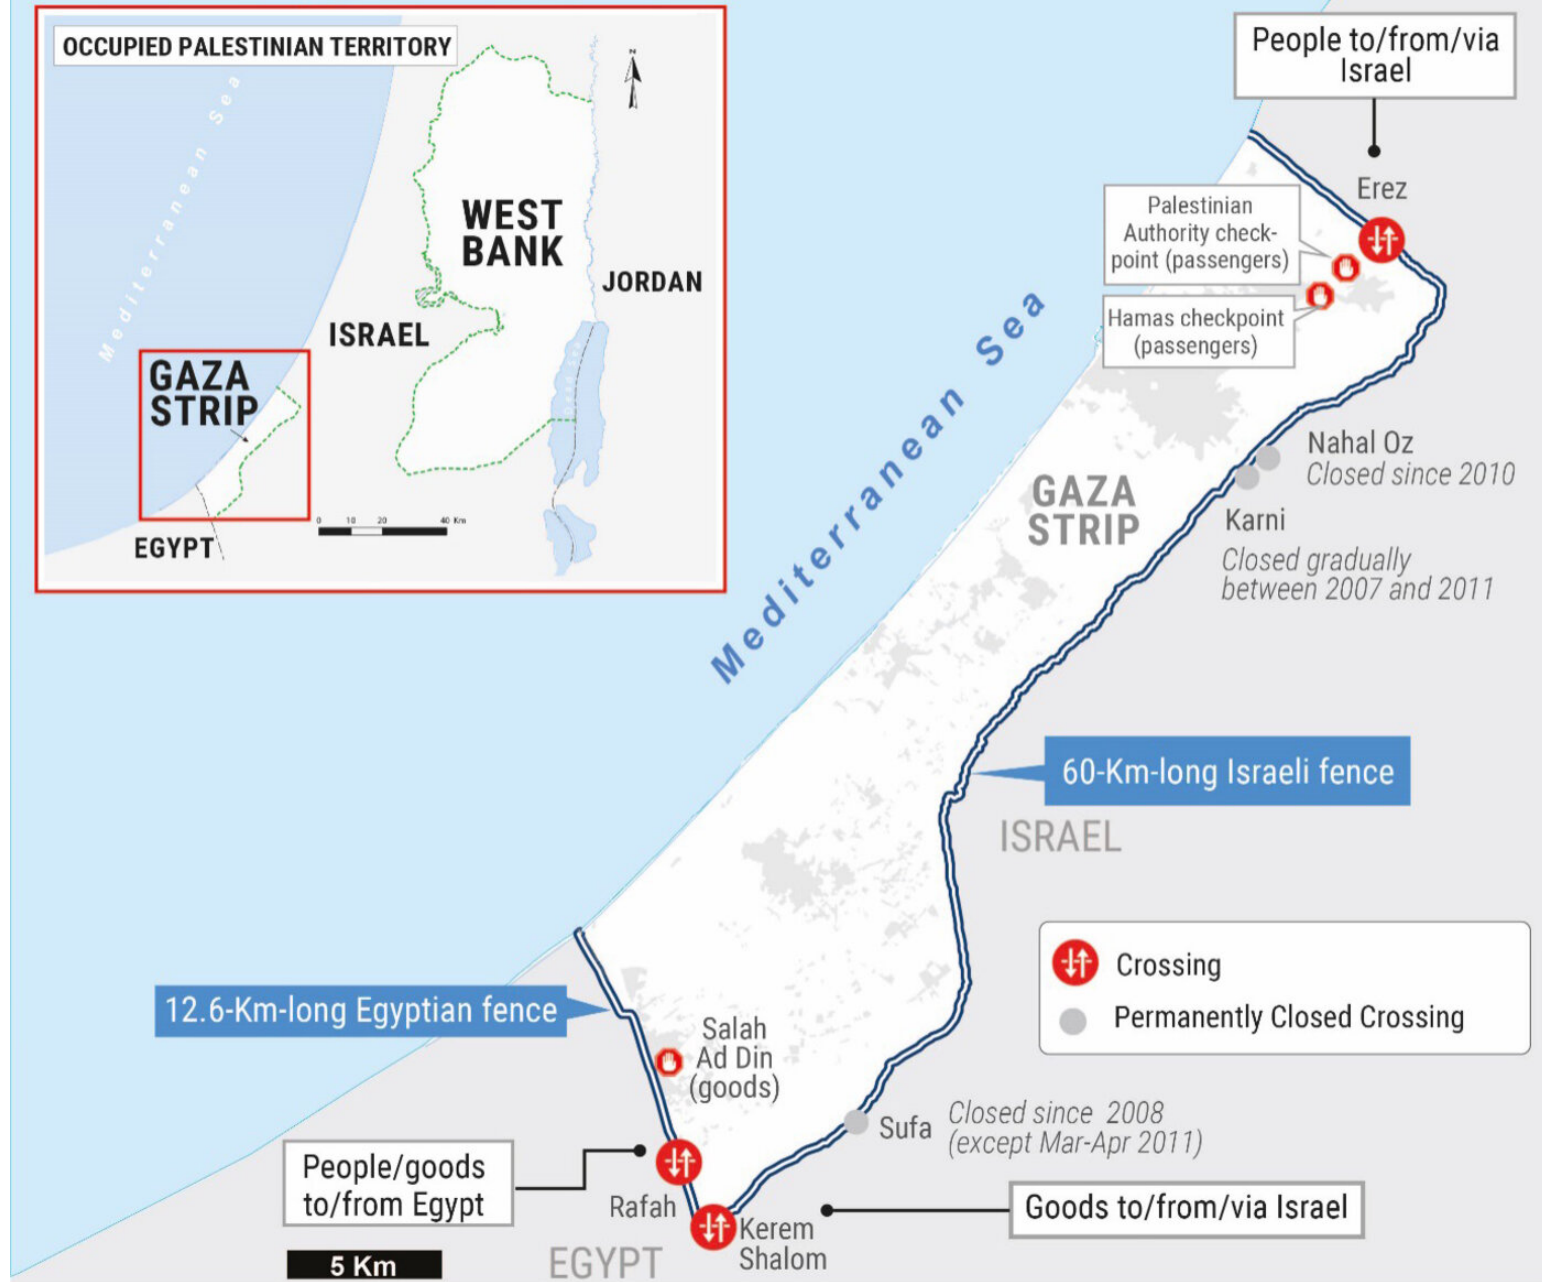 OCCUPIED PALESTINIAN TERRITORY
N
Mediterranean Sea
WEST
BANK
JORDAN
ISRAEL
GAZA
STRIP
Dead Sea
0 10 20 40 Km
EGYPT
People to/from/via
Israel
Erez
Palestinian
Authority check-
point (passengers)
Hamas checkpoint
(passengers)
Mediterranean Sea
Nahal Oz
Closed since 2010
GAZA
STRIP
Karni
Closed gradually
between 2007 and 2011
60-Km-long Israeli fence
ISRAEL
Crossing
Permanently Closed Crossing
12.6-Km-long Egyptian fence
Salah
Ad Din
(goods)
Sufa
Closed since 2008
(except Mar-Apr 2011)
People/goods
to/from Egypt
Rafah
Goods to/from/via Israel
Kerem
Shalom
EGYPT
5 Km